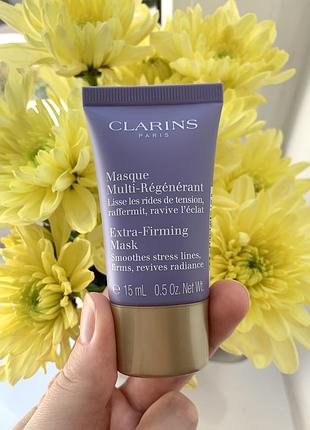 CLARINS
PARIS
Masque
Multi-Régénérant
Lisse les rides de tension,
raffermit, ravive l'éclat
Extra-Firming
Mask
Smoothes stress lines,
firms, revives radiance
e 15 mL 0.5 Oz. Net Wt.